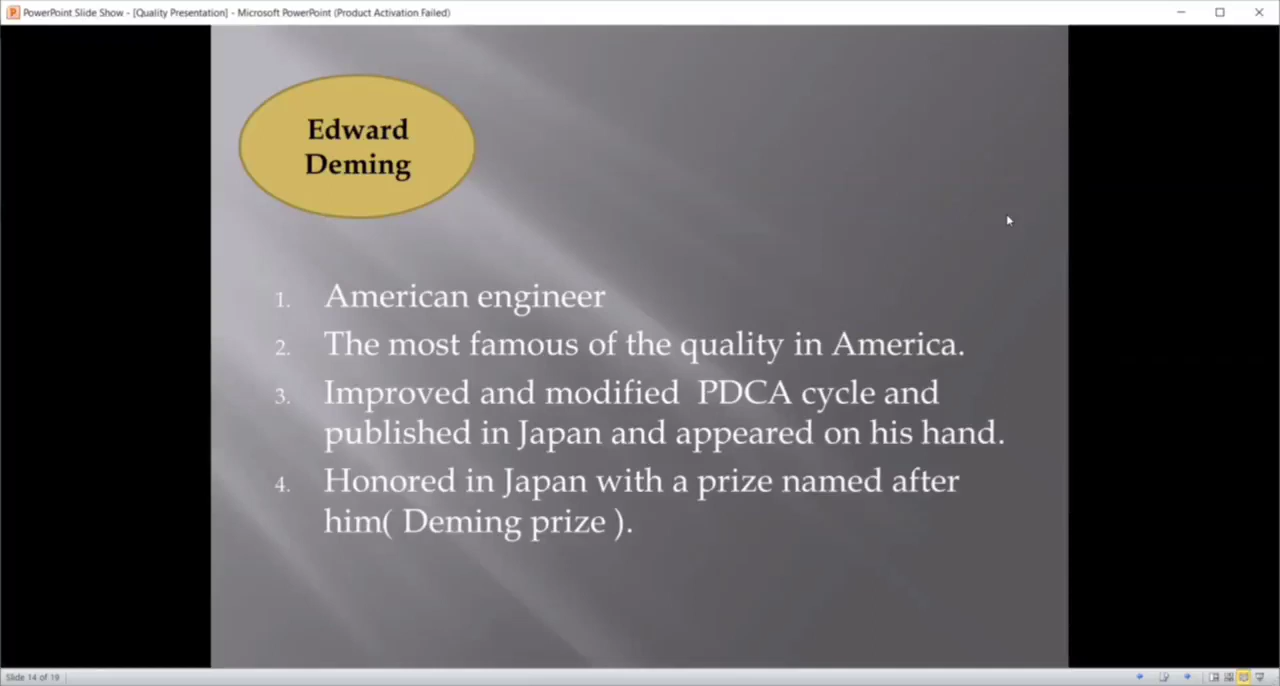 PowerPoint Slide Show - [Quality Presentation] - Microsoft PowerPoint (Product Activation Failed)
Edward
Deming
1. American engineer
2. The most famous of the quality in America.
3. Improved and modified PDCA cycle and
published in Japan and appeared on his hand.
4. Honored in Japan with a prize named after
him( Deming prize ).
Slide 14 of 19